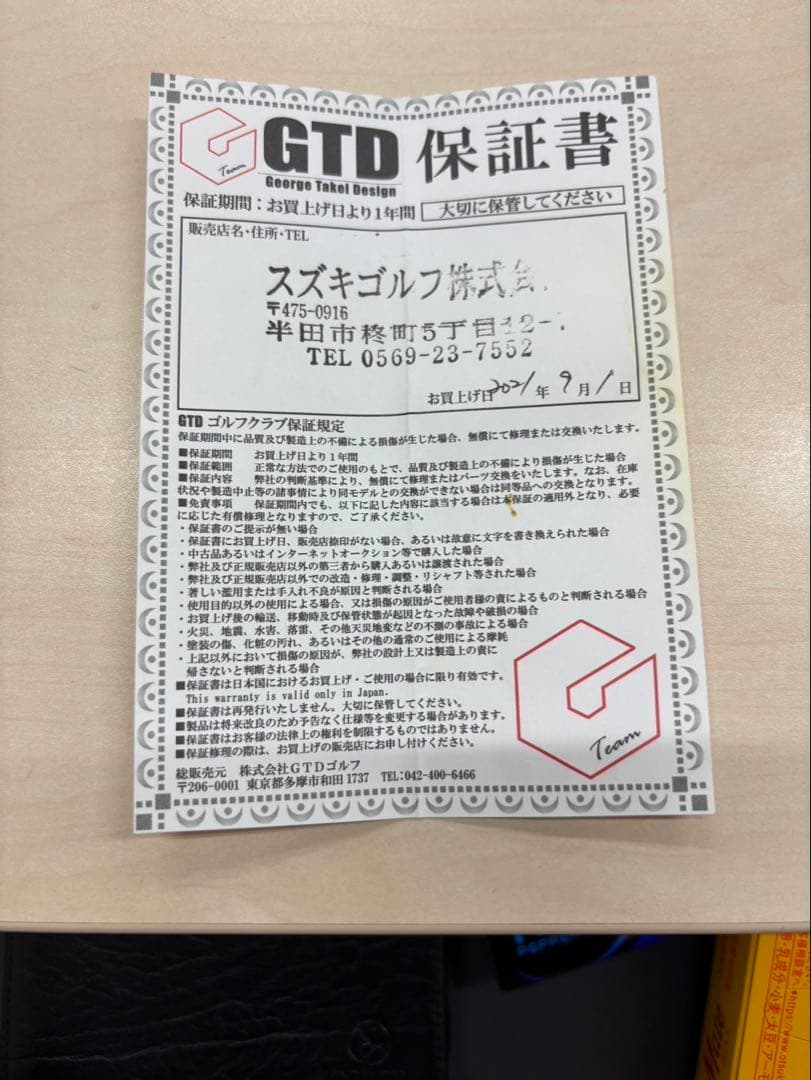 Team
GTD 保証書
George Takei Design
保証期間：お買上げ日より1年間 大切に保管してください
販売店名・住所・TEL
スズキゴルフ株式会
〒475-0916
半田市柊町5丁目12-
TEL 0569-23-7552
お買上げ日 2021年 9月 1日
GTD ゴルフクラブ保証規定
保証期間中に品質及び製造上の不備による損傷が生じた場合、無償にて修理または交換いたします。
■保証期間 お買上げ日より1年間
■保証範囲 正常な方法でのご使用のもとで、品質及び製造上の不備により損傷が生じた場合
■保証内容 弊社の判断基準により、無償にて修理またはパーツ交換をいたします。なお、在庫
状況や製造中止等の諸事情により同モデルとの交換ができない場合は同等品への交換となります。
■免責事項 保証期間内でも、以下に記した内容に該当する場合は本保証の適用外となり、必要
に応じた有償修理となりますので、ご了承ください。
・保証書のご提示が無い場合
・保証書にお買上げ日、販売店捺印がない場合、あるいは故意に文字を書き換えられた場合
・中古品あるいはインターネットオークション等で購入した場合
・弊社及び正規販売店以外の第三者から購入あるいは譲渡された場合
・弊社及び正規販売店以外での改造・修理・調整・リシャフト等された場合
・著しい濫用または手入れ不良が原因と判断される場合
・使用目的以外の使用による場合、又は損傷の原因がご使用者様の責によるものと判断される場合
・お買上げ後の輸送、移動時及び保管状態が起因となった故障や破損の場合
・火災、地震、水害、落雷、その他天災地変などの不測の事故による場合
・塗装の傷、化粧の汚れ、あるいはその他の通常のご使用による摩耗
・上記以外において損傷の原因が、弊社の設計上又は製造上の責に
帰さないと判断される場合
■保証書は日本国におけるお買上げ・ご使用の場合に限り有効です。
This warranty is valid only in Japan.
■保証書は再発行いたしません。大切に保管してください。
■製品は将来改良のため予告なく仕様等を変更する場合があります。
■保証書はお客様の法律上の権利を制限するものではありません。
■保証修理の際は、お買上げの販売店にお申し付けください。
Team
総販売元 株式会社GTDゴルフ
〒206-0001 東京都多摩市和田1737 TEL:042-400-6466